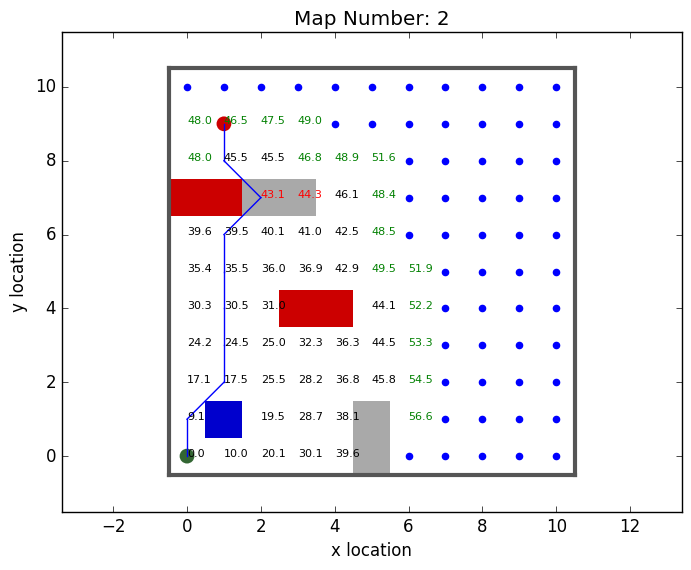 Map Number: 2
10
48.0 46.5 47.5 49.0
8
48.0 45.5 45.5 46.8 48.9 51.6
43.1 44.3 46.1 48.4
6
39.6 39.5 40.1 41.0 42.5 48.5
y location
35.4 35.5 36.0 36.9 42.9 49.5 51.9
4
30.3 30.5 31.0 44.1 52.2
24.2 24.5 25.0 32.3 36.3 44.5 53.3
2
17.1 17.5 25.5 28.2 36.8 45.8 54.5
9.1 19.5 28.7 38.1 56.6
0
0.0 10.0 20.1 30.1 39.6
−2 0 2 4 6 8 10 12
x location